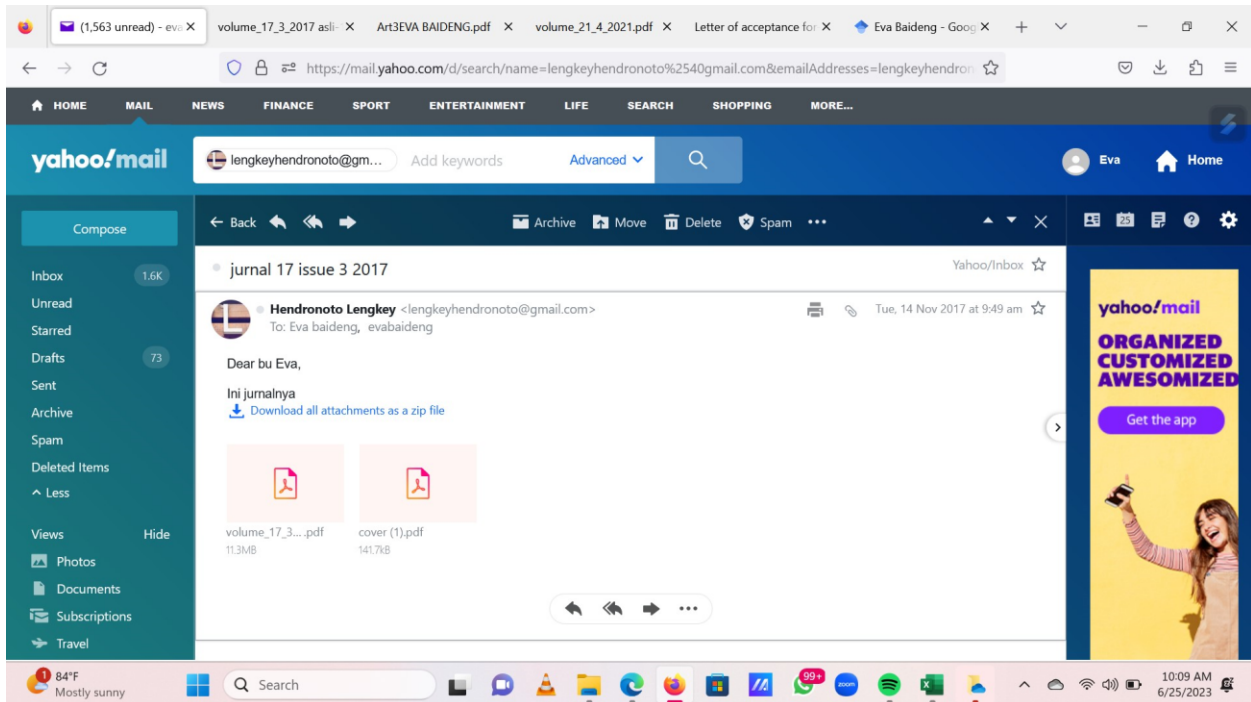 (1,563 unread) - eva
volume_17_3_2017 asli-
Art3EVA BAIDENG.pdf
volume_21_4_2021.pdf
Letter of acceptance for
Eva Baideng - Goog
https://mail.yahoo.com/d/search/name=lengkeyhendronoto%2540gmail.com&emailAddresses=lengkeyhendron
HOME MAIL NEWS FINANCE SPORT ENTERTAINMENT LIFE SEARCH SHOPPING MORE...
yahoo!mail
lengkeyhendronoto@gm...
Add keywords
Advanced
Eva
Home
Compose
Back
Archive Move Delete Spam
25
Inbox 1.6K
Unread
Starred
Drafts 73
Sent
Archive
Spam
Deleted Items
Less
Views Hide
Photos
Documents
Subscriptions
Travel
jurnal 17 issue 3 2017
Yahoo/Inbox
L
Hendronoto Lengkey <lengkeyhendronoto@gmail.com>
Tue, 14 Nov 2017 at 9:49 am
To: Eva baideng, evabaideng
Dear bu Eva,
Ini jurnalnya
Download all attachments as a zip file
volume_17_3... .pdf
11.3MB
cover (1).pdf
141.7kB
yahoo!mail
ORGANIZED
CUSTOMIZED
AWESOMIZED
Get the app
1
84°F
Mostly sunny
Search
99+
zoom
10:09 AM
6/25/2023